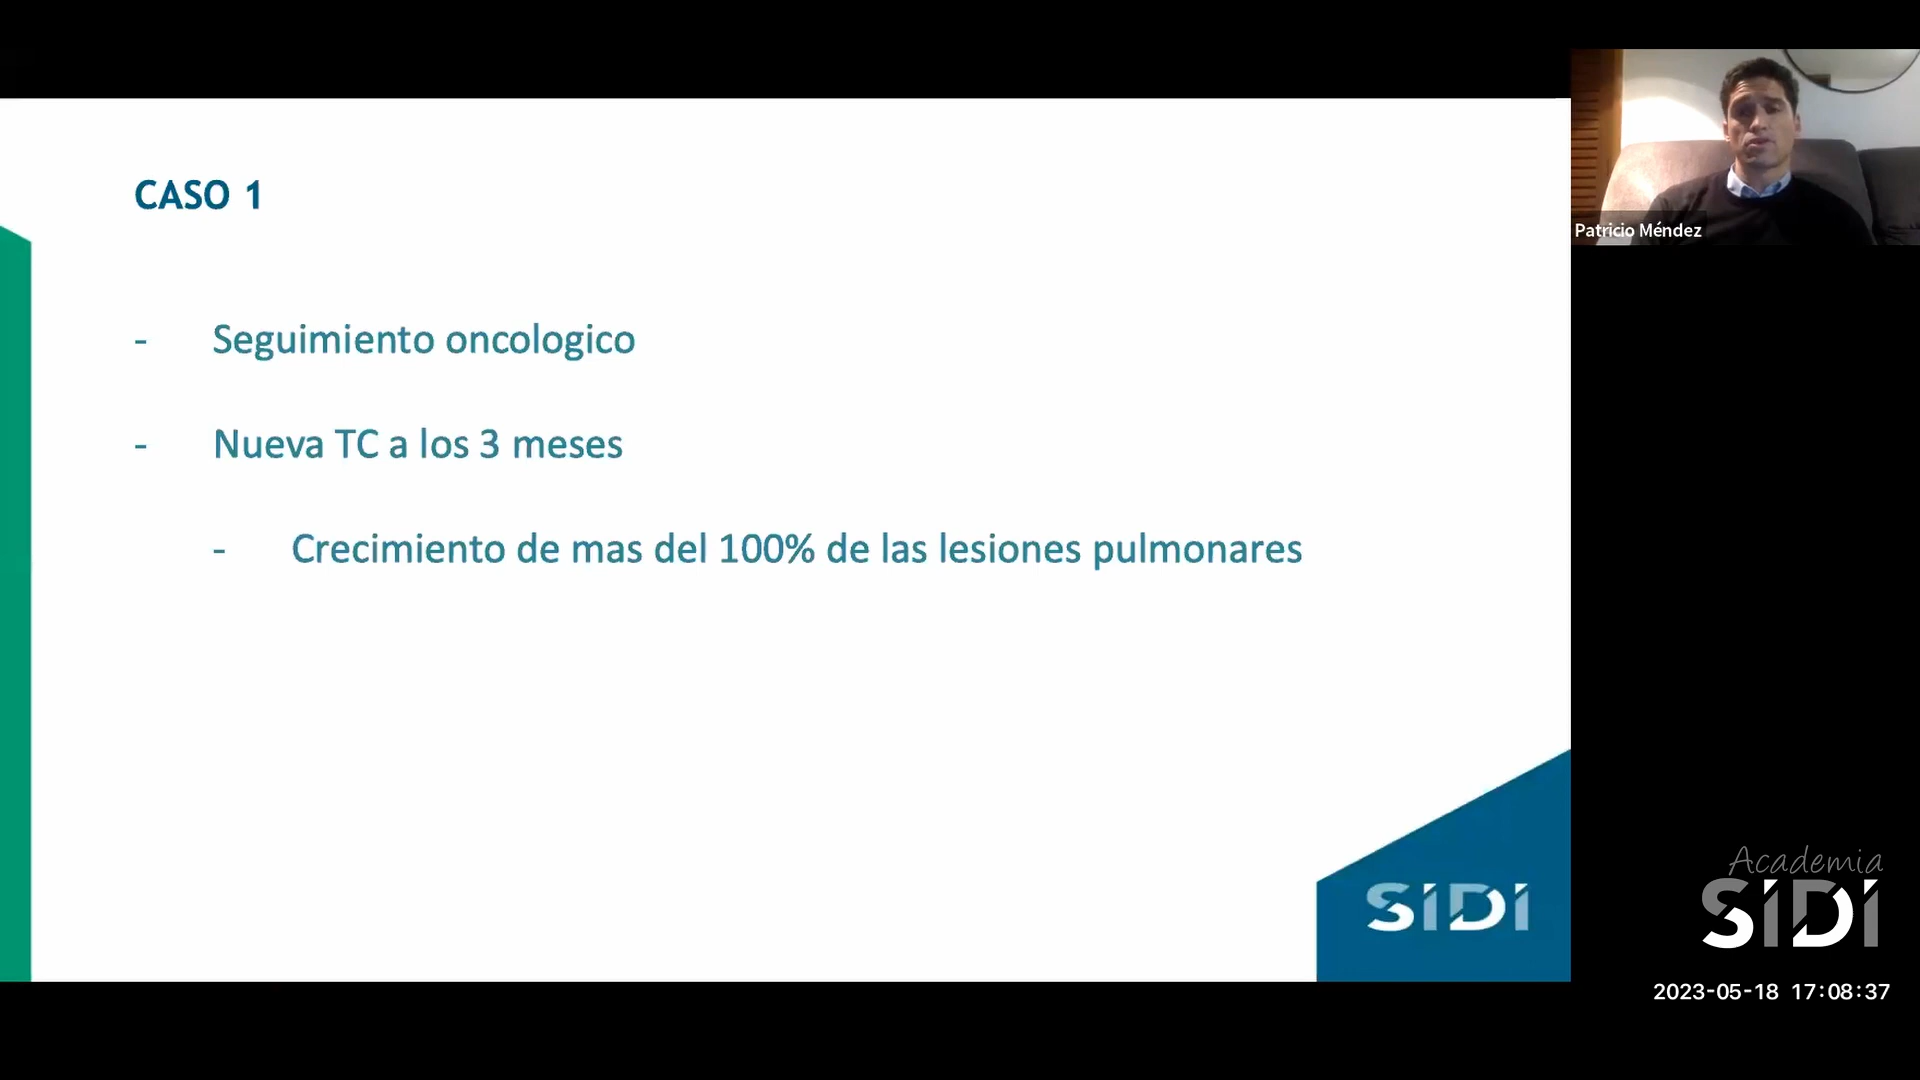 CASO 1
- Seguimiento oncologico
- Nueva TC a los 3 meses
- Crecimiento de mas del 100% de las lesiones pulmonares
SiDi
Patricio Méndez
Academia
SiDi
2023-05-18 17:08:37